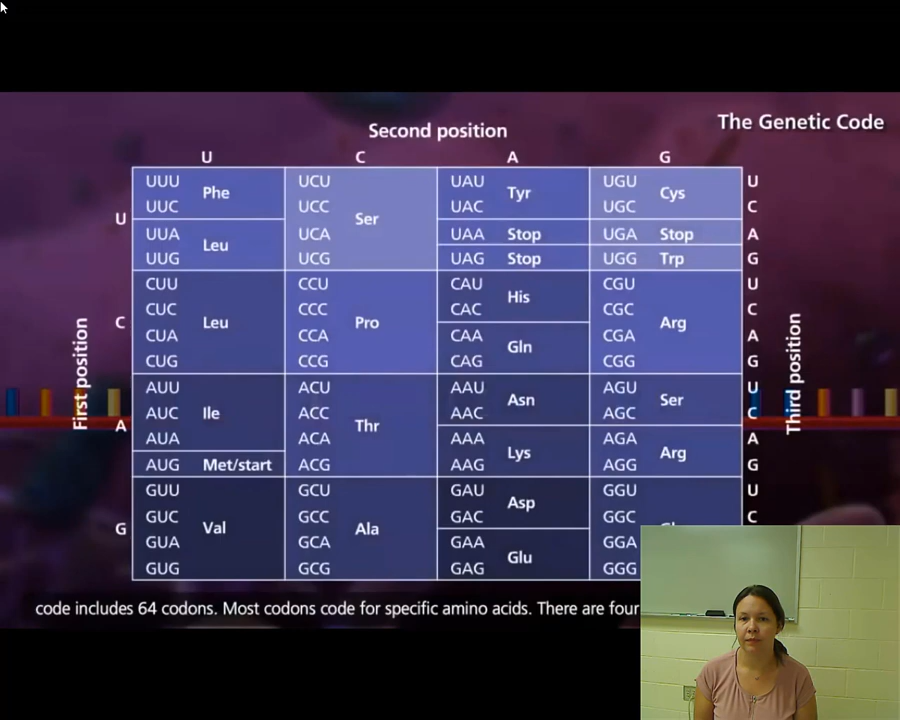 The Genetic Code
Second position
U C A G
First position
Third position
UUU Phe UCU Ser UAU Tyr UGU Cys U
U UUC UCC UAC UGC C
UUA Leu UCA UAA Stop UGA Stop A
UUG UCG UAG Stop UGG Trp G
CUU Leu CCU Pro CAU His CGU Arg U
C CUC CCC CAC CGC C
CUA CCA CAA Gln CGA A
CUG CCG CAG CGG G
AUU Ile ACU Thr AAU Asn AGU Ser U
A AUC ACC AAC AGC C
AUA ACA AAA Lys AGA Arg A
AUG Met/start ACG AAG AGG G
GUU Val GCU Ala GAU Asp GGU U
G GUC GCC GAC GGC C
GUA GCA GAA Glu GGA
GUG GCG GAG GGG
code includes 64 codons. Most codons code for specific amino acids. There are four